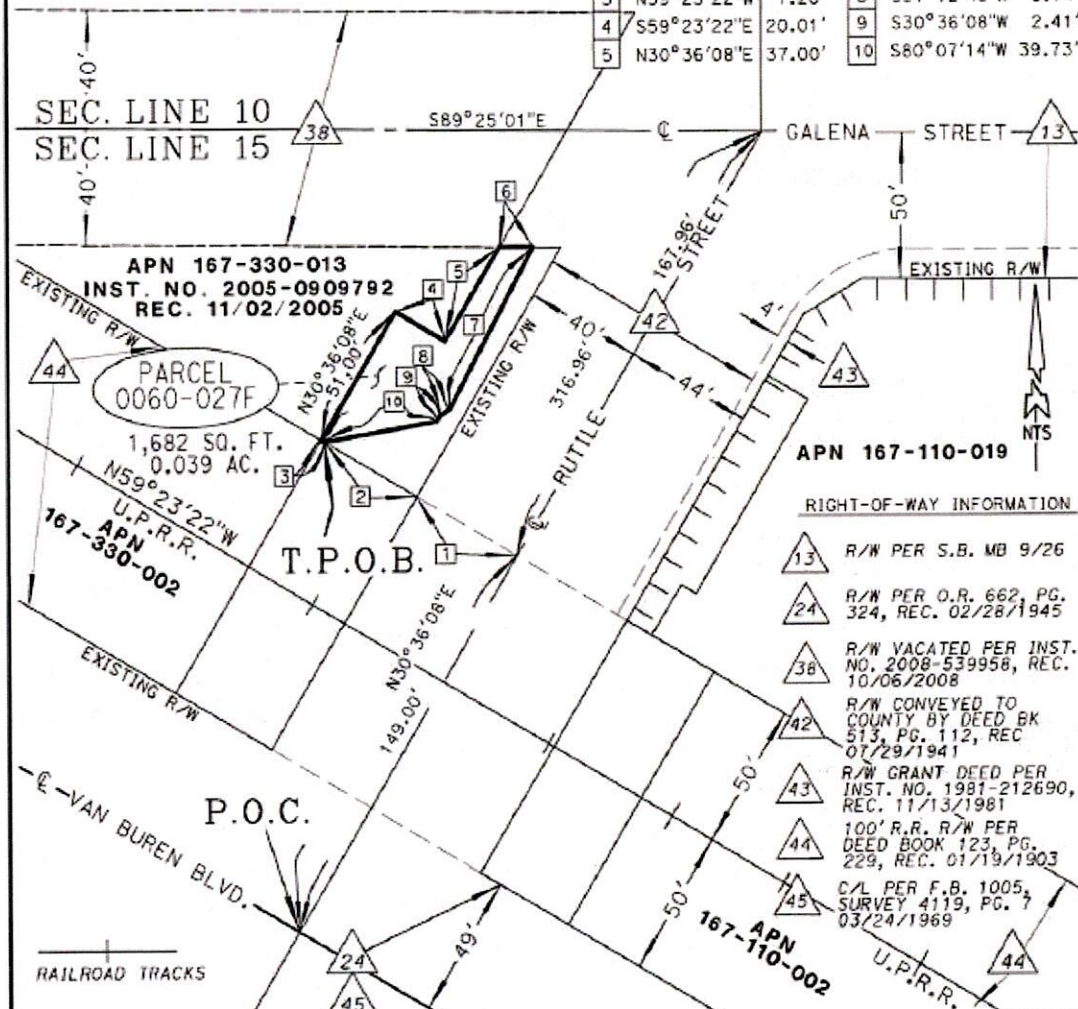 4 S59°23'22"E 20.01'
9 S30°36'08"W 2.41'
5 N30°36'08"E 37.00'
10 S80°07'14"W 39.73'
40'
SEC. LINE 10
SEC. LINE 15
38
S89°25'01"E
℄
GALENA STREET
13
40'
50'
6
APN 167-330-013
INST. NO. 2005-0909792
REC. 11/02/2005
EXISTING R/W
EXISTING R/W
167.96'
STREET
5
4
7
42
4'
40'
44'
43
44
PARCEL
0060-027F
1,682 SQ. FT.
0.039 AC.
N30°36'08"E
51.00'
8
9
10
EXISTING R/W
316.96'
RUTILE
℄
NTS
3
2
1
N59°23'22"W
U.P.R.R.
APN
167-330-002
T.P.O.B.
APN 167-110-019
RIGHT-OF-WAY INFORMATION
13 R/W PER S.B. MB 9/26
24 R/W PER O.R. 662, PG.
324, REC. 02/28/1945
38 R/W VACATED PER INST.
NO. 2008-539958, REC.
10/06/2008
42 R/W CONVEYED TO
COUNTY BY DEED BK
513, PG. 112, REC
07/29/1941
43 R/W GRANT DEED PER
INST. NO. 1981-212690,
REC. 11/13/1981
44 100' R.R. R/W PER
DEED BOOK 123, PG.
229, REC. 01/19/1903
45 C/L PER F.B. 1005,
SURVEY 4119, PG. 7
03/24/1969
N30°36'08"E
149.00'
EXISTING R/W
℄ VAN BUREN BLVD.
P.O.C.
50'
50'
49'
24
45
APN
167-110-002
U.P.R.R.
44
RAILROAD TRACKS